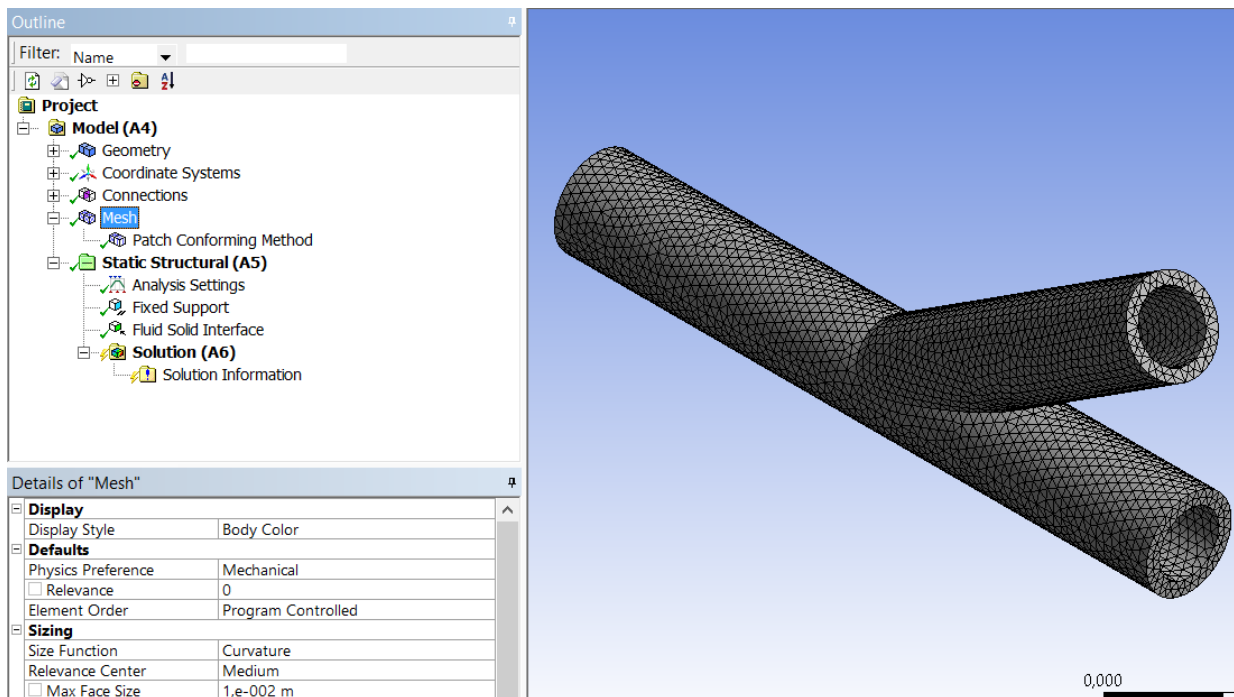 Outline
Filter: Name
Project
Model (A4)
Geometry
Coordinate Systems
Connections
Mesh
Patch Conforming Method
Static Structural (A5)
Analysis Settings
Fixed Support
Fluid Solid Interface
Solution (A6)
Solution Information
Details of "Mesh"
Display
Display Style Body Color
Defaults
Physics Preference Mechanical
Relevance 0
Element Order Program Controlled
Sizing
Size Function Curvature
Relevance Center Medium
Max Face Size 1.e-002 m
0,000